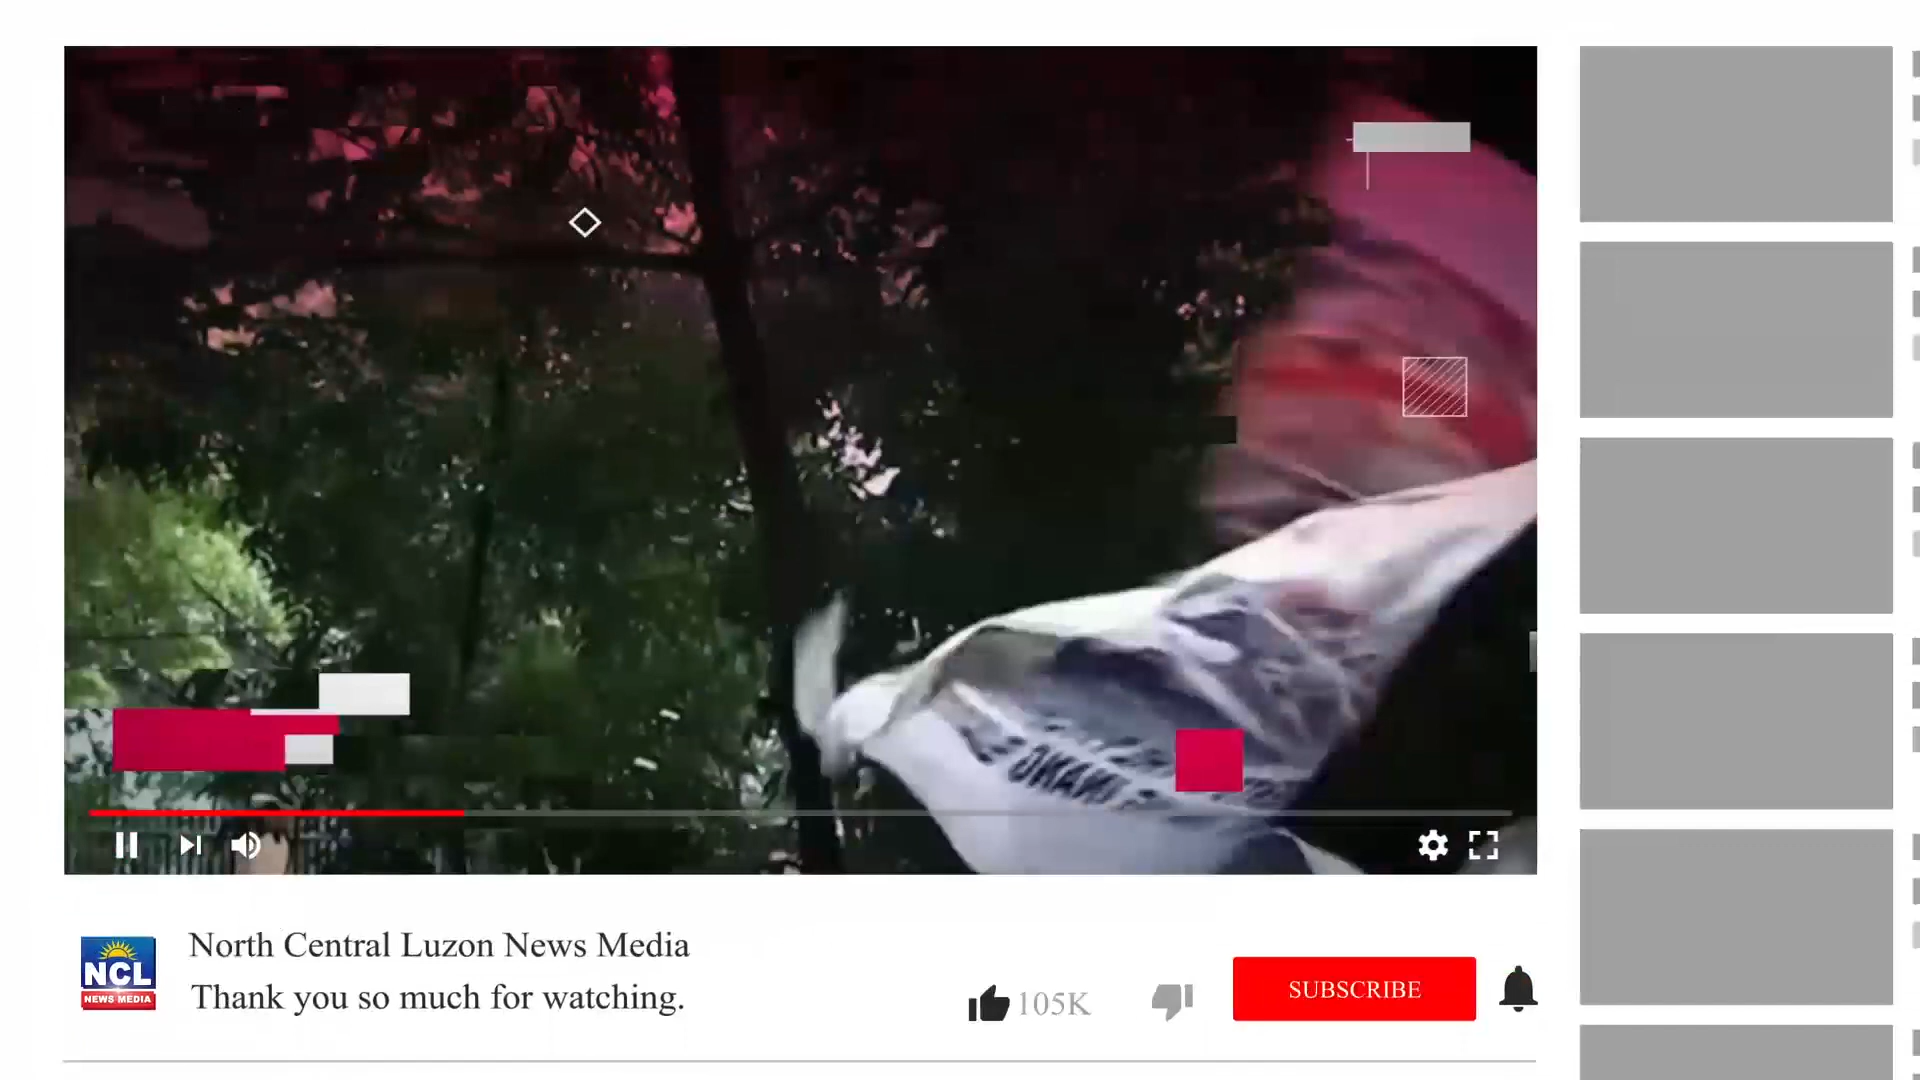 North Central Luzon News Media
Thank you so much for watching.
NCL
NEWS MEDIA
105K
SUBSCRIBE